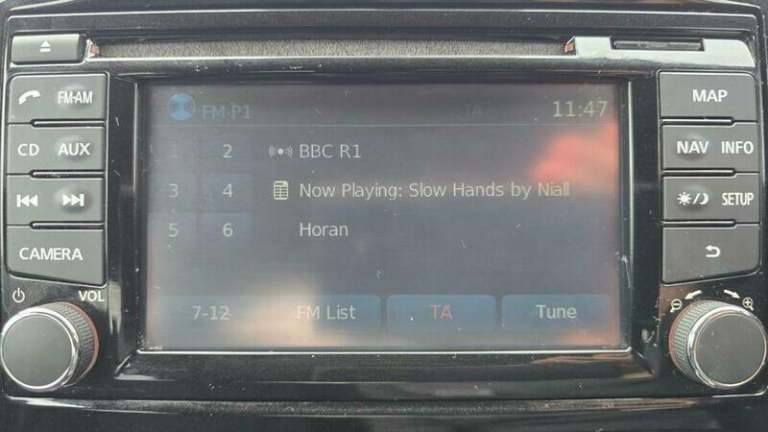 FM-AM
CD AUX
CAMERA
VOL
FM-P1 TA 11:47
1 2 BBC R1
3 4 Now Playing: Slow Hands by Niall
5 6 Horan
7-12 FM List TA Tune
MAP
NAV INFO
SETUP